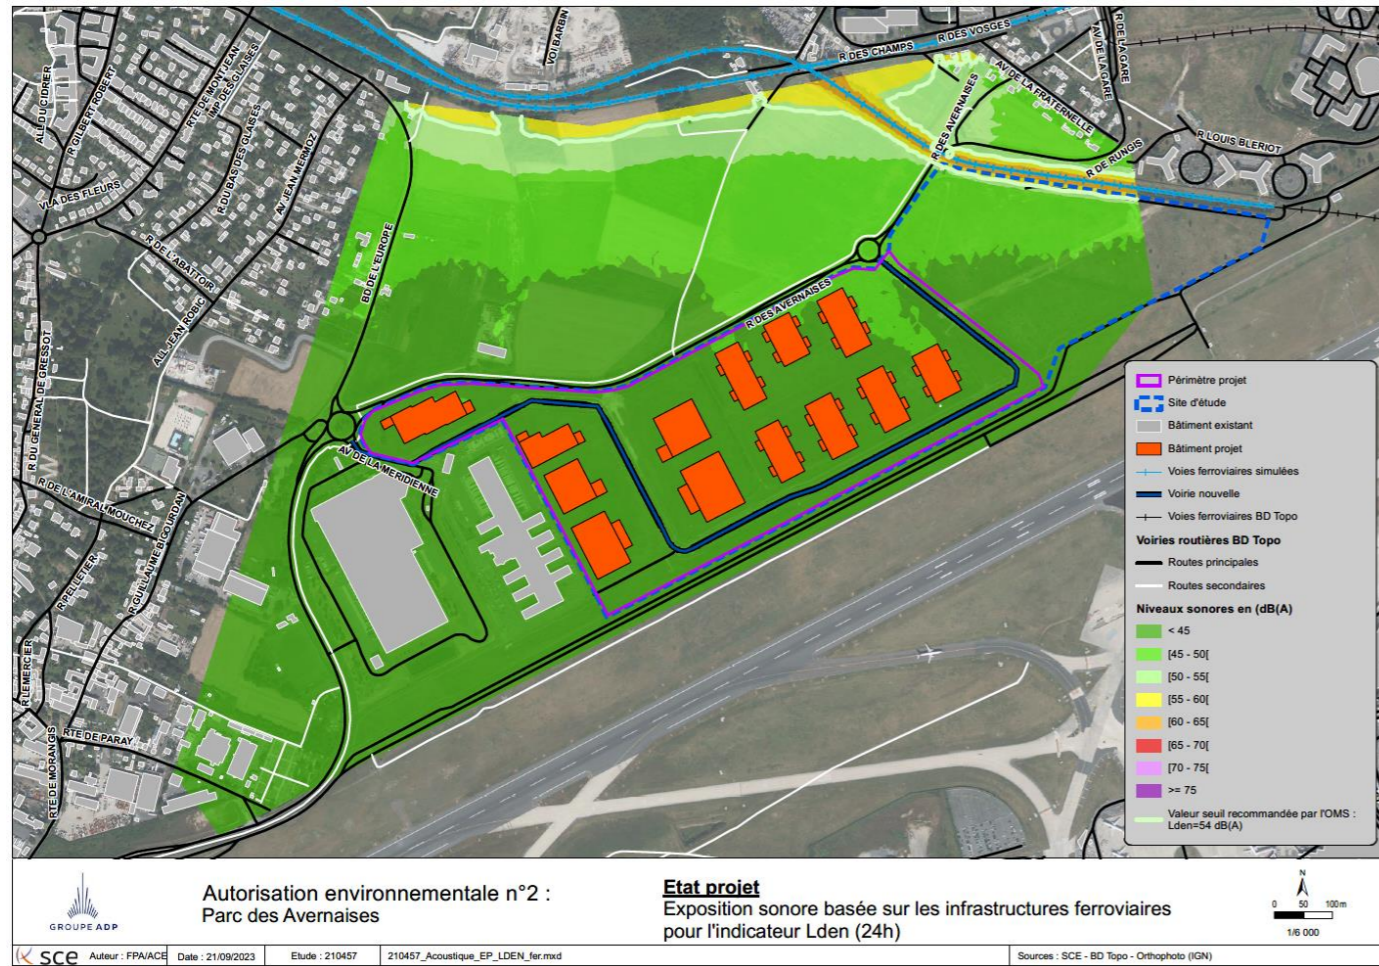 R DES VOSGES
R DES CHAMPS
VOI BARBIN
AV DE LA GARE
R DE LA GARE
AV DE LA FRATERNELLE
R DES AVERNAISES
R LOUIS BLERIOT
R DE RUNGIS
ALL DU CIDRIER
R GILBERT ROBERT
RTE DE MONTJEAN
IMP DES GLAISES
R DU BAS DES GLAISES
AV JEAN MERMOZ
VLA DES FLEURS
R DE L'ABATTOIR
BD DE L'EUROPE
ALL JEAN ROBIC
R DES AVERNAISES
R DU GENERAL DE GRESSOT
AV DE LA MERIDIENNE
R DE L'AMIRAL MOUCHEZ
R GUILLAUME BIGOURDAN
R PELLETIER
R LEMERCIER
RTE DE PARAY
RTE DE MORANGIS
Périmètre projet
Site d'étude
Bâtiment existant
Bâtiment projet
Voies ferroviaires simulées
Voirie nouvelle
Voies ferroviaires BD Topo
Voiries routières BD Topo
Routes principales
Routes secondaires
Niveaux sonores en (dB(A)
< 45
[45 - 50[
[50 - 55[
[55 - 60[
[60 - 65[
[65 - 70[
[70 - 75[
>= 75
Valeur seuil recommandée par l'OMS :
Lden=54 dB(A)
GROUPE ADP
Autorisation environnementale n°2 :
Parc des Avernaises
Etat projet
Exposition sonore basée sur les infrastructures ferroviaires
pour l'indicateur Lden (24h)
N
0 50 100 m
1/6 000
sce
Auteur : FPA/ACE
Date : 21/09/2023
Etude : 210457
210457_Acoustique_EP_LDEN_fer.mxd
Sources : SCE - BD Topo - Orthophoto (IGN)